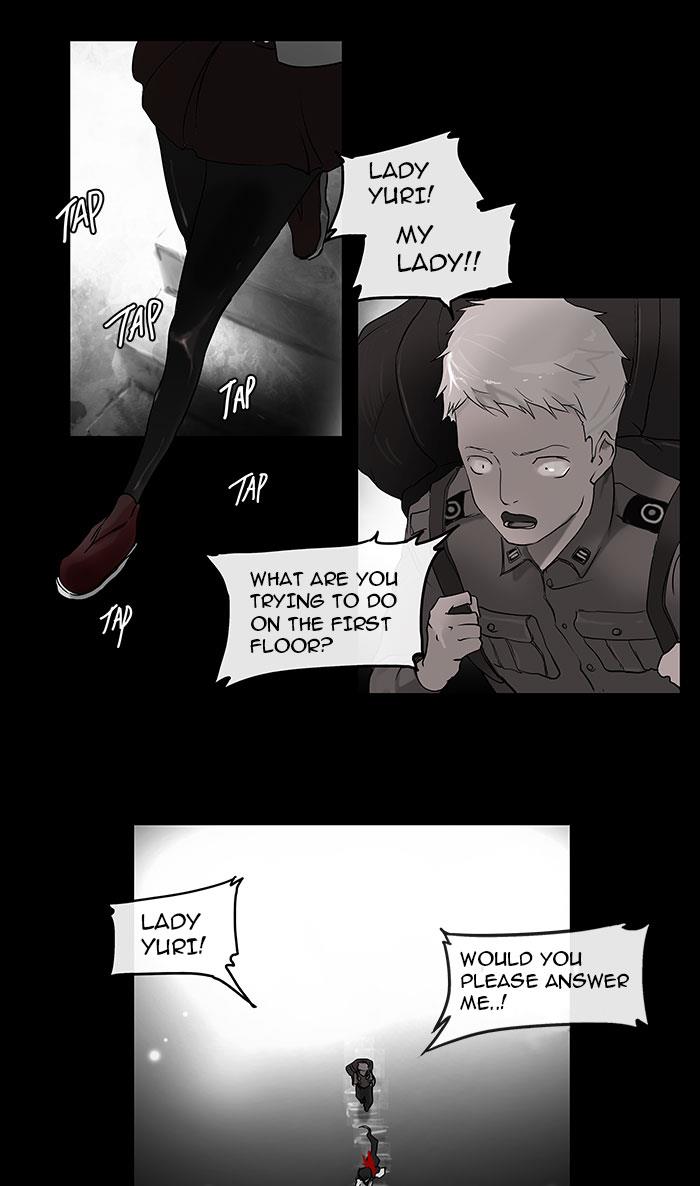 LADY
YURI!
MY
LADY!!
TAP
TAP
TAP
TAP
TAP
WHAT ARE YOU
TRYING TO DO
ON THE FIRST
FLOOR?
LADY
YURI!
WOULD YOU
PLEASE ANSWER
ME..!